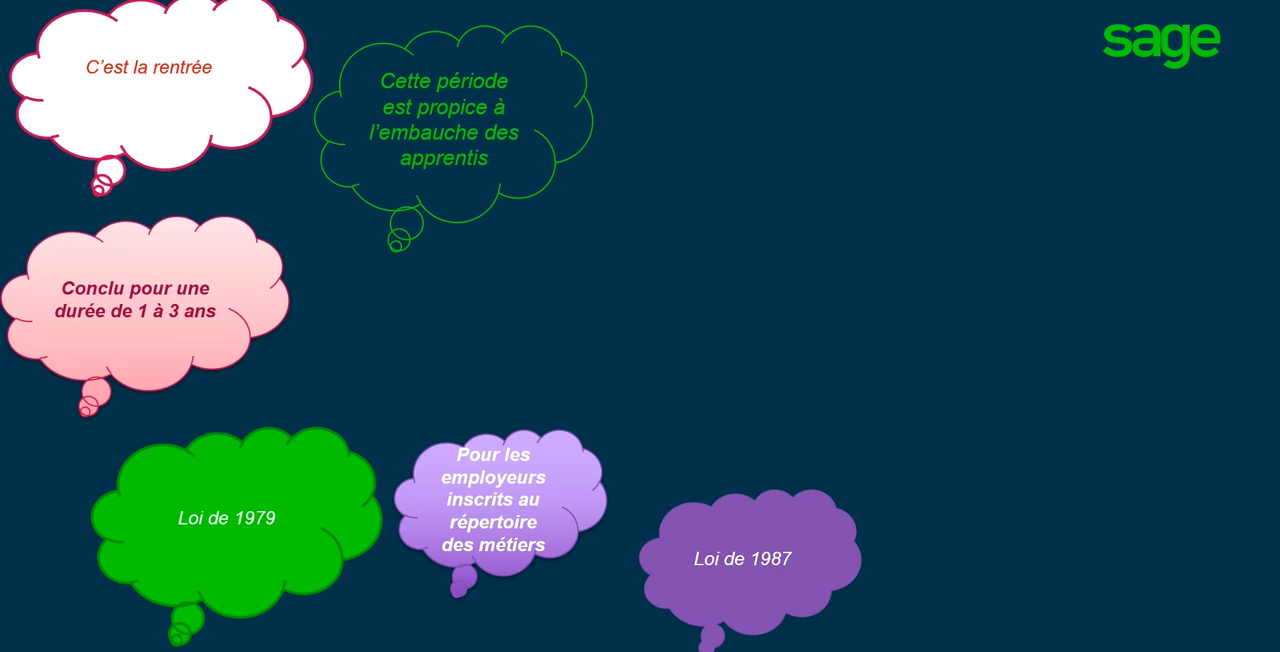 C’est la rentrée
sage
Cette période
est propice à
l’embauche des
apprentis
Conclu pour une
durée de 1 à 3 ans
Loi de 1979
Pour les
employeurs
inscrits au
répertoire
des métiers
Loi de 1987